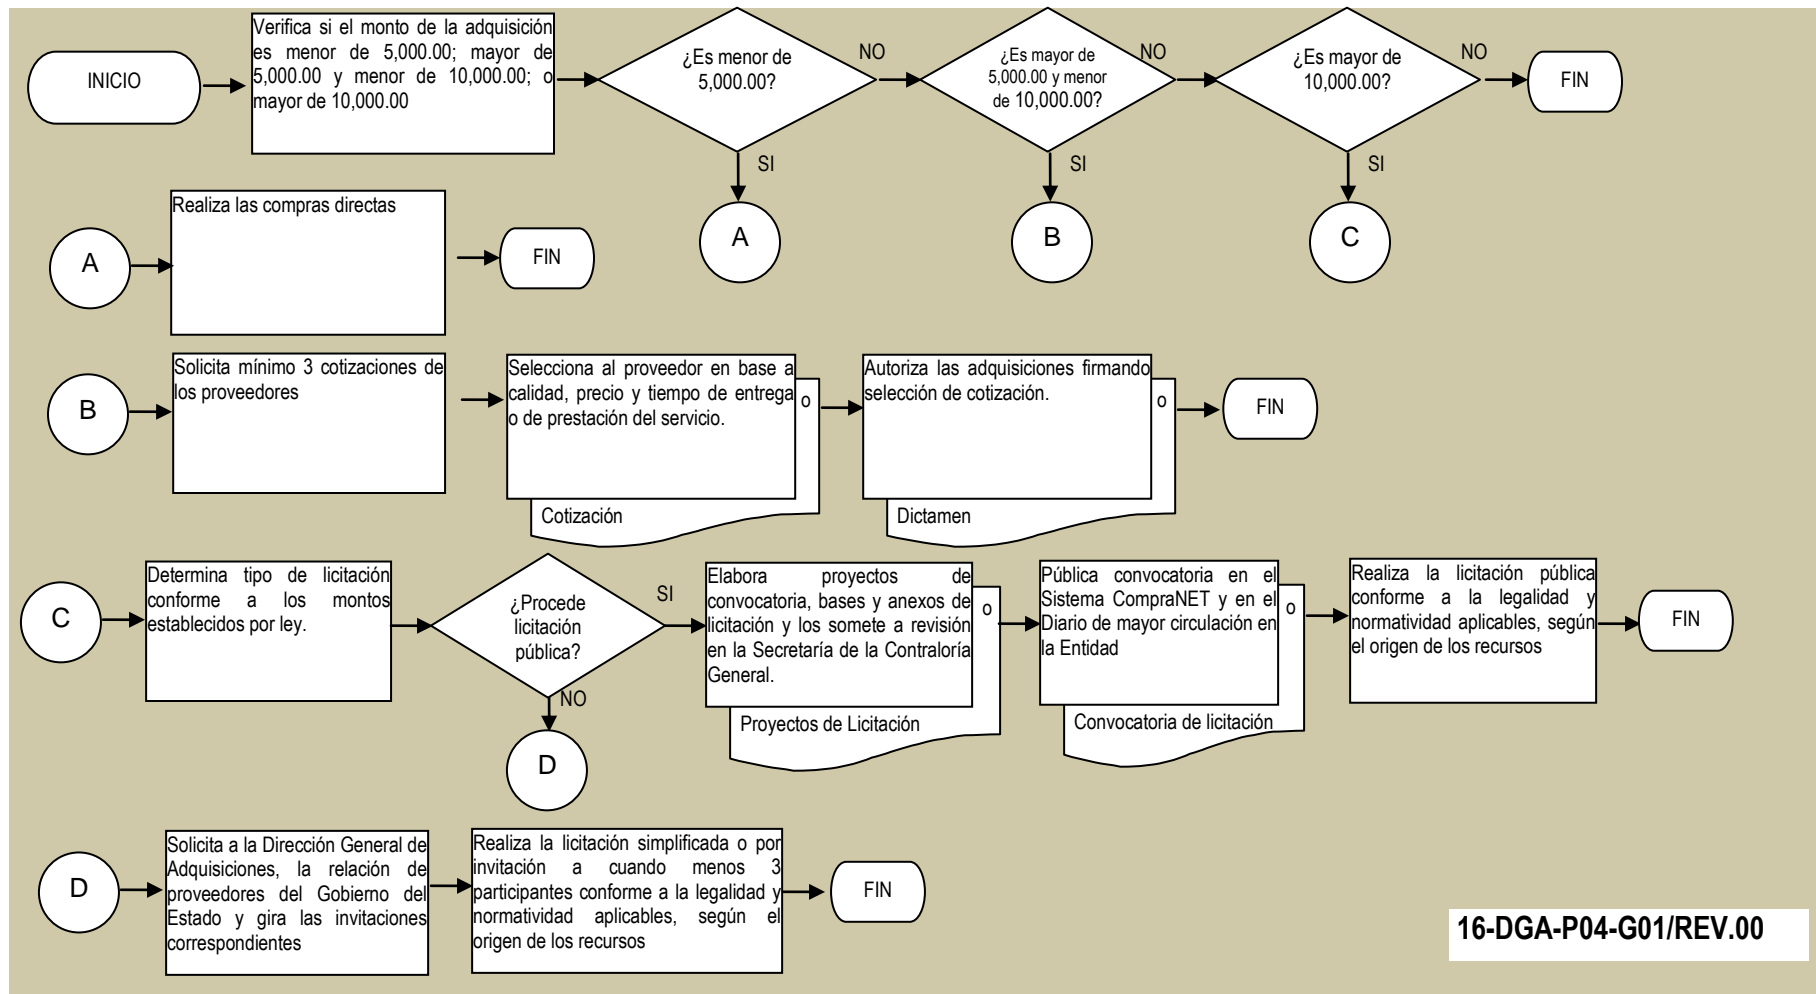 INICIO
Verifica si el monto de la adquisición
es menor de 5,000.00; mayor de
5,000.00 y menor de 10,000.00; o
mayor de 10,000.00
¿Es menor de
5,000.00?
NO
SI
¿Es mayor de
5,000.00 y menor
de 10,000.00?
NO
SI
¿Es mayor de
10,000.00?
NO
SI
FIN
A
B
C
A
Realiza las compras directas
FIN
B
Solicita mínimo 3 cotizaciones de
los proveedores
Selecciona al proveedor en base a
calidad, precio y tiempo de entrega
o de prestación del servicio.
o
Cotización
Autoriza las adquisiciones firmando
selección de cotización.
o
Dictamen
FIN
C
Determina tipo de licitación
conforme a los montos
establecidos por ley.
¿Procede
licitación
pública?
SI
NO
D
Elabora proyectos de
convocatoria, bases y anexos de
licitación y los somete a revisión
en la Secretaría de la Contraloría
General.
o
Proyectos de Licitación
Pública convocatoria en el
Sistema CompraNET y en el
Diario de mayor circulación en
la Entidad
o
Convocatoria de licitación
Realiza la licitación pública
conforme a la legalidad y
normatividad aplicables, según
el origen de los recursos
FIN
D
Solicita a la Dirección General de
Adquisiciones, la relación de
proveedores del Gobierno del
Estado y gira las invitaciones
correspondientes
Realiza la licitación simplificada o por
invitación a cuando menos 3
participantes conforme a la legalidad y
normatividad aplicables, según el
origen de los recursos
FIN
16-DGA-P04-G01/REV.00